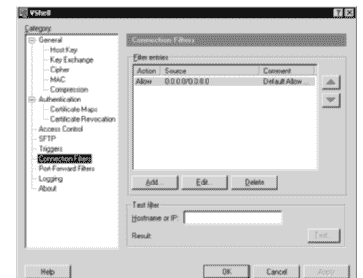 VShell
Category:
General
Host Key
Key Exchange
Cipher
MAC
Compression
Authentication
Certificate Maps
Certificate Revocation
Access Control
SFTP
Triggers
Connection Filters
Port-Forward Filters
Logging
About
Connection Filters
Filter entries
Action Source Comment
Allow 0.0.0.0/0.0.0.0 Default Allow...
Add... Edit... Delete
Test filter
Hostname or IP:
Result: Test
Help OK Cancel Apply